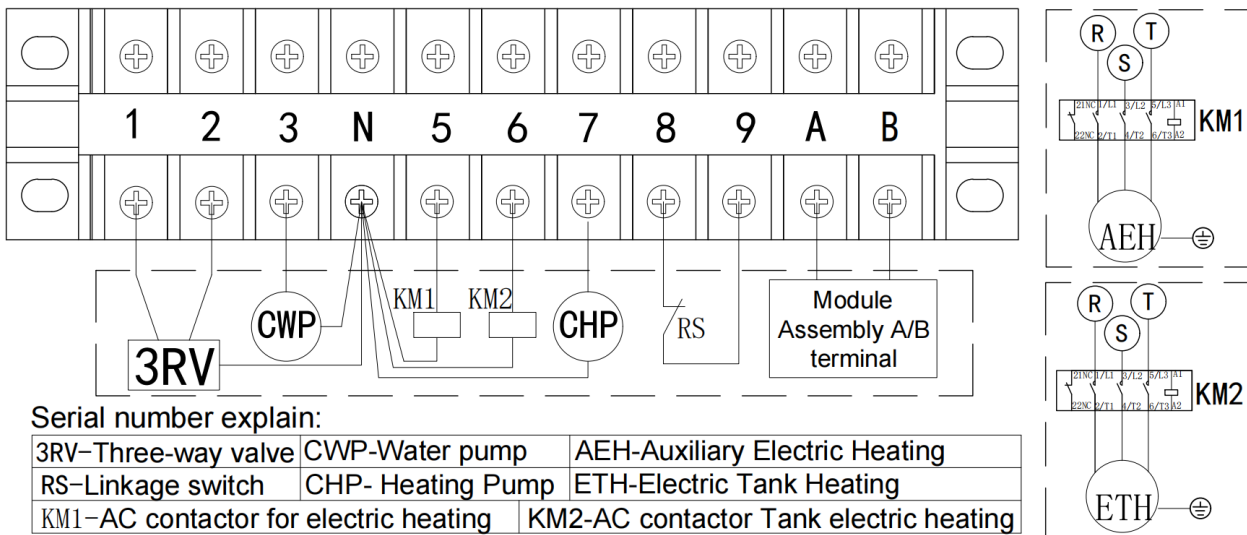 1 2 3 N 5 6 7 8 9 A B
KM1 KM2
CWP CHP RS
3RV
Module
Assembly A/B
terminal
R T
S
21NC 1/L1 3/L2 5/L3 A1
22NC 2/T1 4/T2 6/T3 A2
KM1
AEH
R T
S
21NC 1/L1 3/L2 5/L3 A1
22NC 2/T1 4/T2 6/T3 A2
KM2
ETH
Serial number explain:
3RV-Three-way valve CWP-Water pump AEH-Auxiliary Electric Heating
RS-Linkage switch CHP- Heating Pump ETH-Electric Tank Heating
KM1-AC contactor for electric heating KM2-AC contactor Tank electric heating